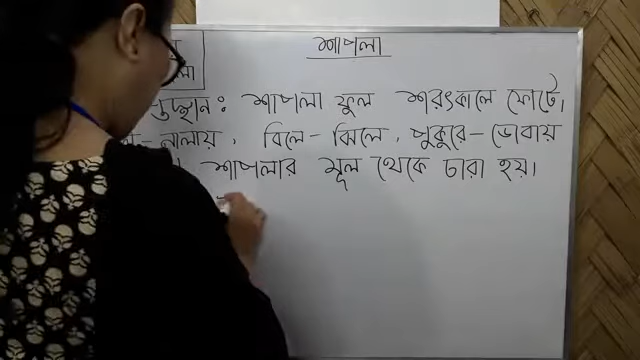 শাপলা
শাপলা ফুল শরৎকালে ফোটে।
নালায়, বিলে-ঝিলে, পুকুরে-ডোবায়
শাপলার মূল থেকে চারা হয়।